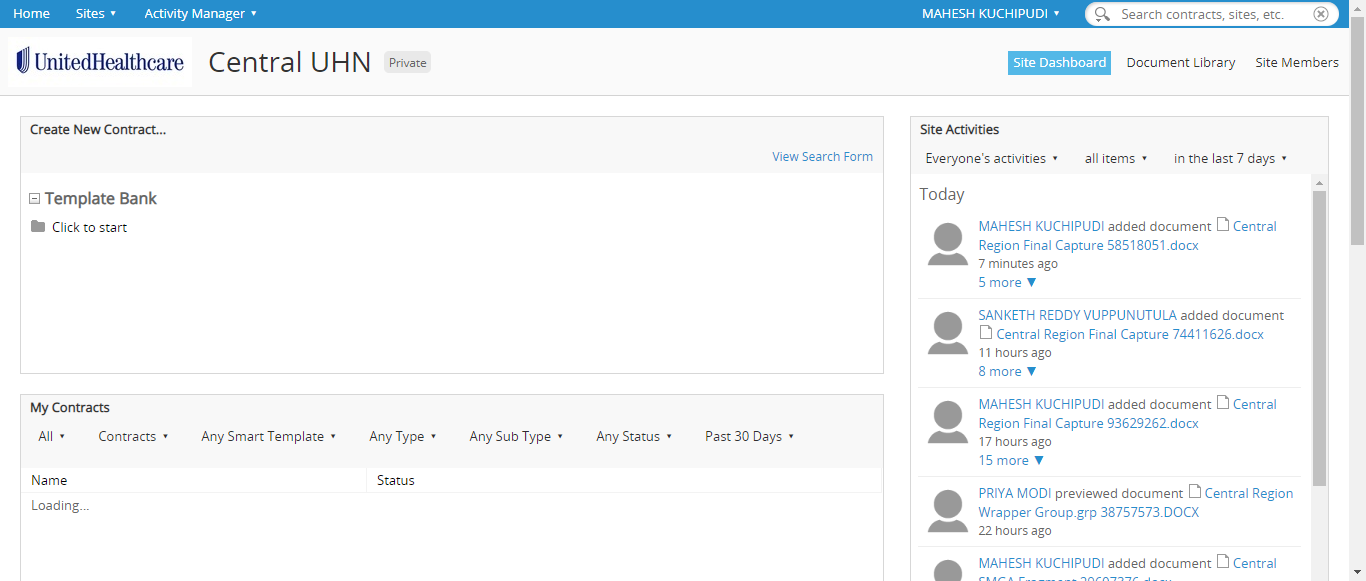 Home Sites Activity Manager MAHESH KUCHIPUDI Search contracts, sites, etc.
UnitedHealthcare Central UHN Private Site Dashboard Document Library Site Members
Create New Contract...
View Search Form
Template Bank
Click to start
My Contracts
All Contracts Any Smart Template Any Type Any Sub Type Any Status Past 30 Days
Name Status
Loading...
Site Activities
Everyone's activities all items in the last 7 days
Today
MAHESH KUCHIPUDI added document Central
Region Final Capture 58518051.docx
7 minutes ago
5 more ▼
SANKETH REDDY VUPPUNUTULA added document
Central Region Final Capture 74411626.docx
11 hours ago
8 more ▼
MAHESH KUCHIPUDI added document Central
Region Final Capture 93629262.docx
17 hours ago
15 more ▼
PRIYA MODI previewed document Central Region
Wrapper Group.grp 38757573.DOCX
22 hours ago
MAHESH KUCHIPUDI added document Central